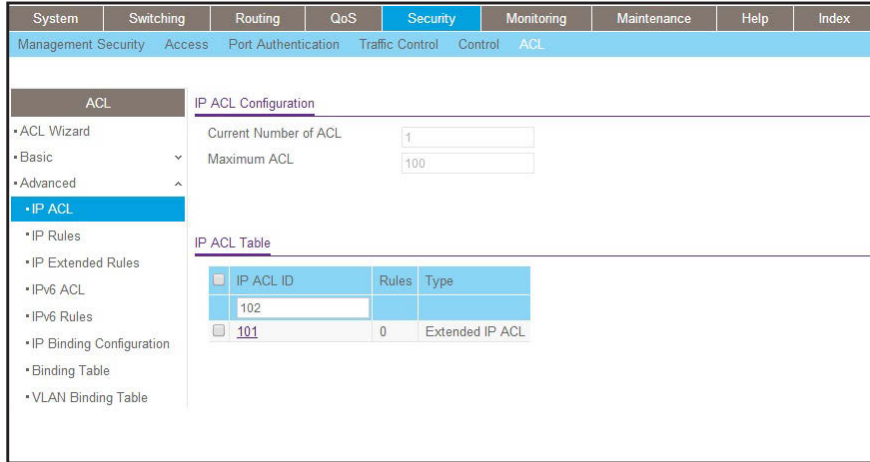 System Switching Routing QoS Security Monitoring Maintenance Help Index
Management Security Access Port Authentication Traffic Control Control ACL
ACL
ACL Wizard
Basic
Advanced
IP ACL
IP Rules
IP Extended Rules
IPv6 ACL
IPv6 Rules
IP Binding Configuration
Binding Table
VLAN Binding Table
IP ACL Configuration
Current Number of ACL 1
Maximum ACL 100
IP ACL Table
IP ACL ID Rules Type
102
101 0 Extended IP ACL